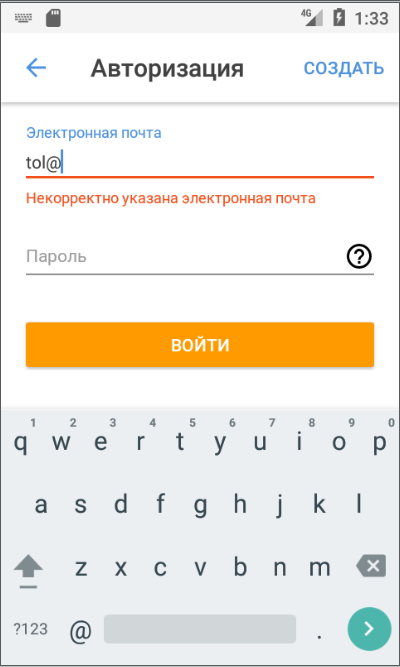 4G 1:33
Авторизация СОЗДАТЬ
Электронная почта
tol@
Некорректно указана электронная почта
Пароль ?
ВОЙТИ
1 2 3 4 5 6 7 8 9 0
q w e r t y u i o p
a s d f g h j k l
z x c v b n m
?123 @ .